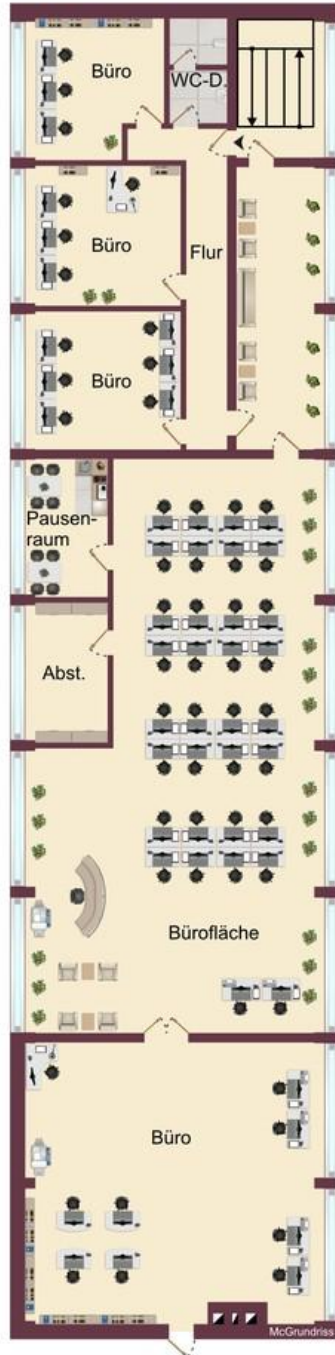 Büro
WC-D.
Büro
Flur
Büro
Pausen-
raum
Abst.
Bürofläche
Büro
McGrundriss